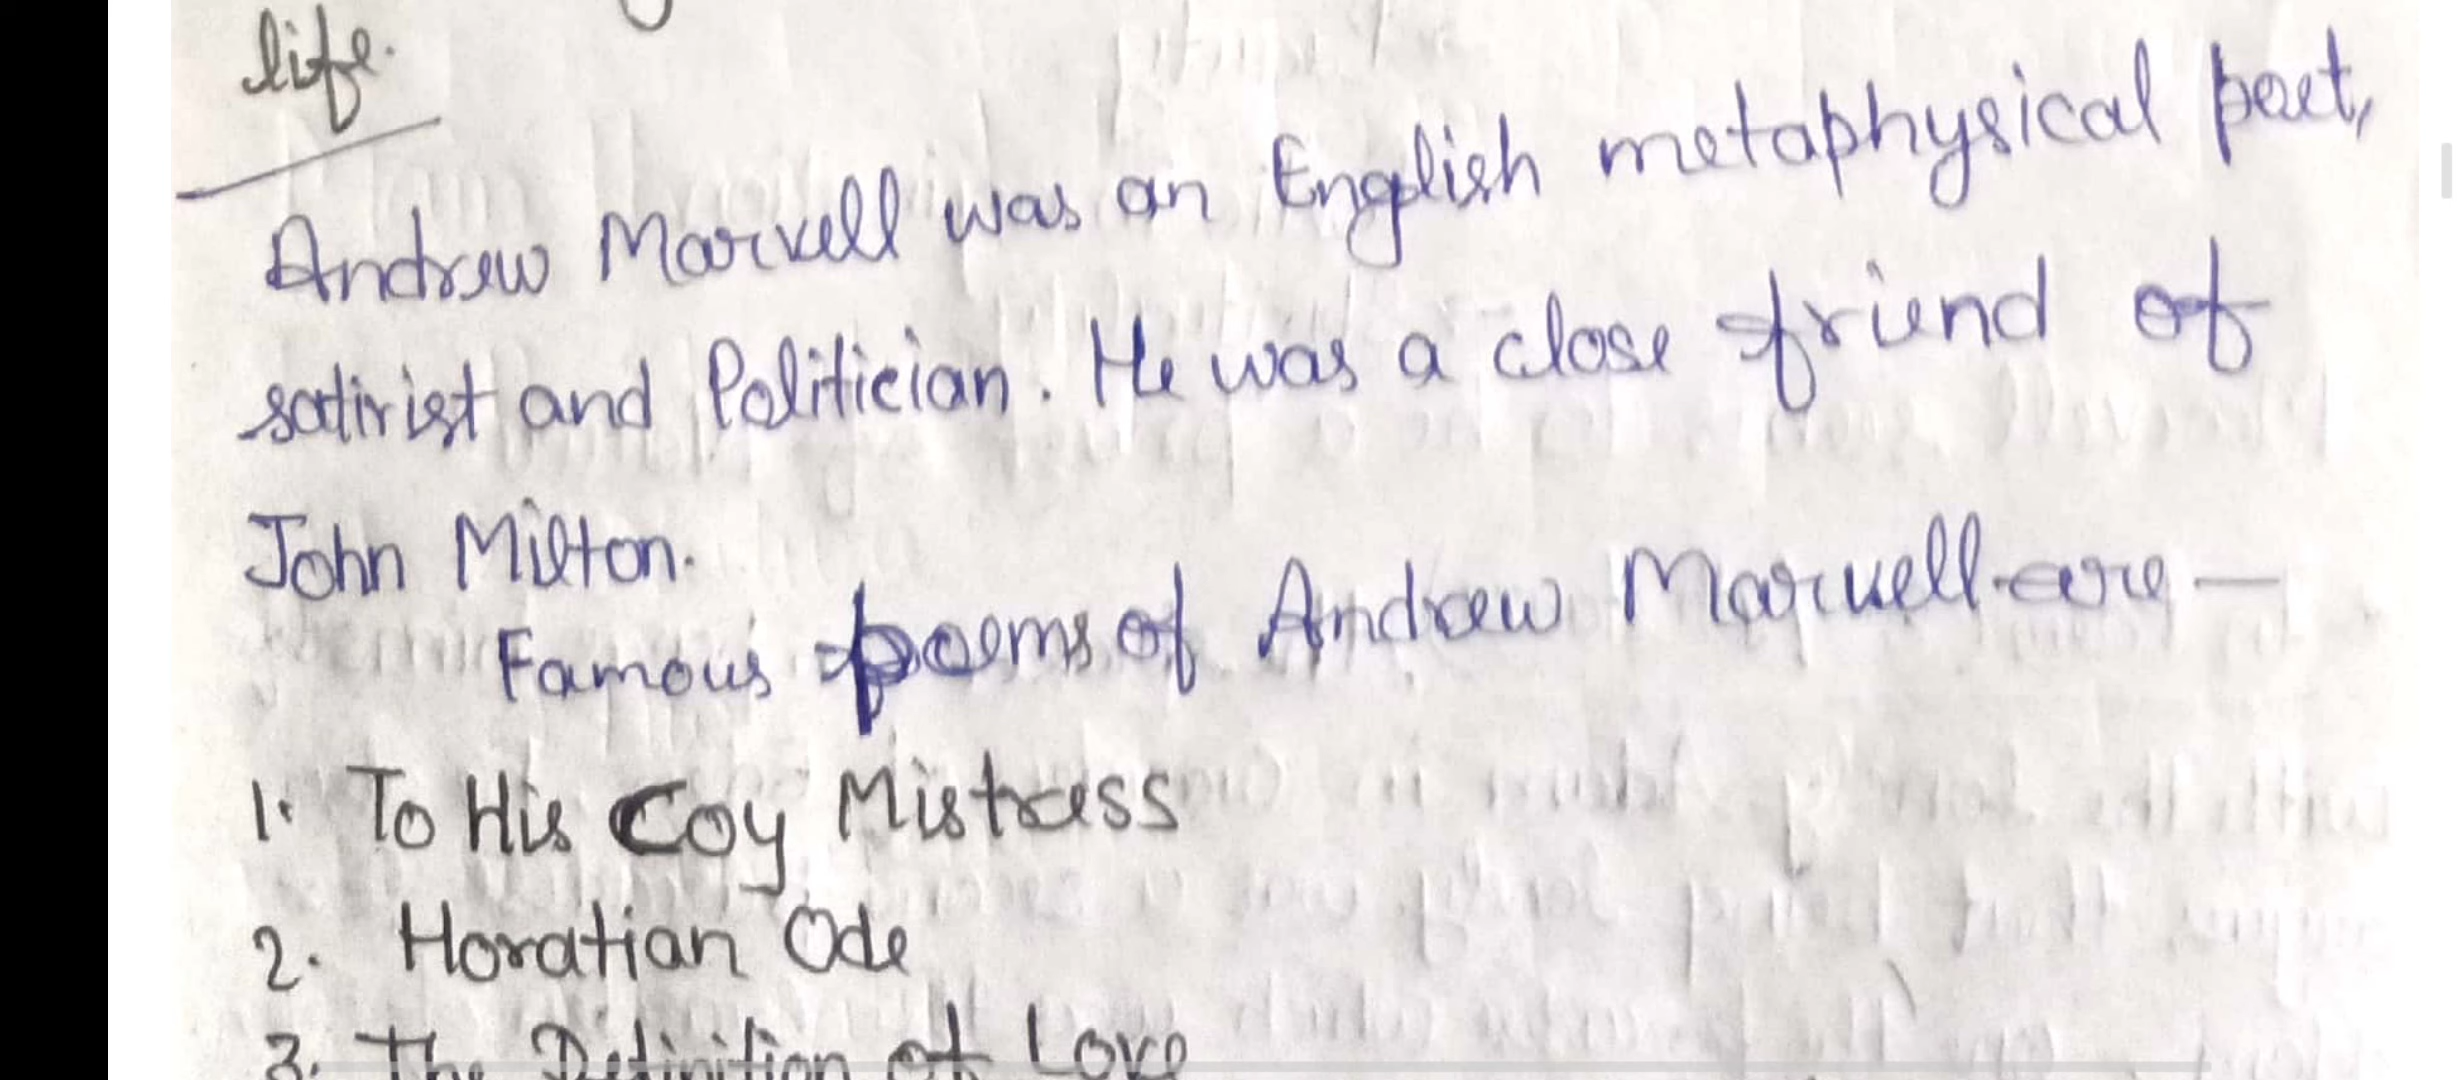 life.
Andrew Marvell was an English metaphysical poet,
satirist and Politician. He was a close friend of
John Milton.
Famous poems of Andrew Marvell are —
1. To His Coy Mistress
2. Horatian Ode
3. The Definition of Love